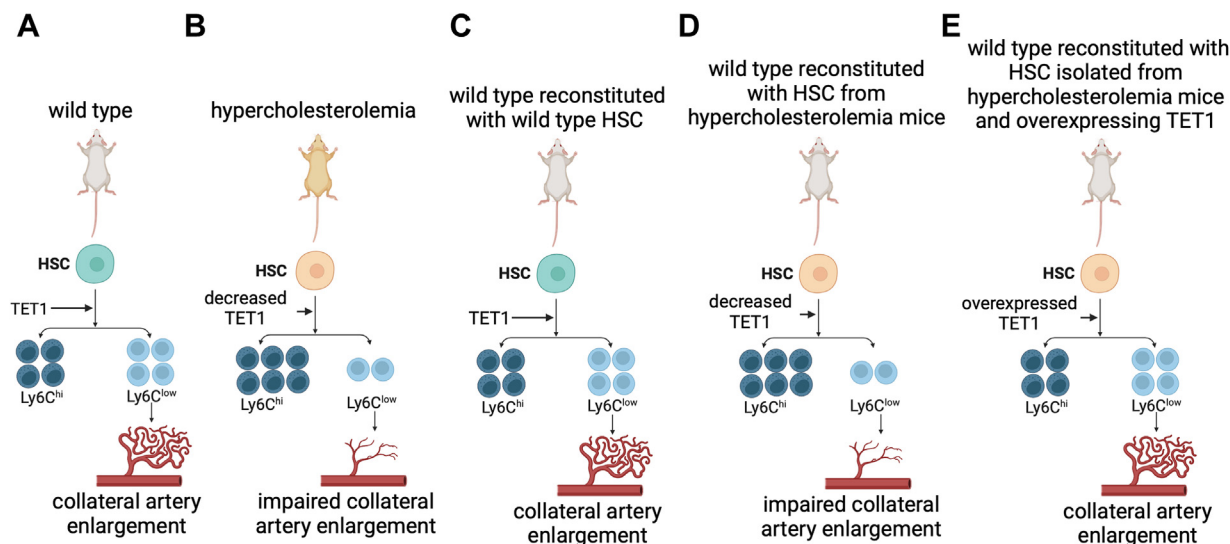 A
wild type
HSC
TET1
Ly6Chi
Ly6Clow
collateral artery
enlargement
B
hypercholesterolemia
HSC
decreased
TET1
Ly6Chi
Ly6Clow
impaired collateral
artery enlargement
C
wild type reconstituted
with wild type HSC
HSC
TET1
Ly6Chi
Ly6Clow
collateral artery
enlargement
D
wild type reconstituted
with HSC from
hypercholesterolemia mice
HSC
decreased
TET1
Ly6Chi
Ly6Clow
impaired collateral
artery enlargement
E
wild type reconstituted with
HSC isolated from
hypercholesterolemia mice
and overexpressing TET1
HSC
overexpressed
TET1
Ly6Chi
Ly6Clow
collateral artery
enlargement